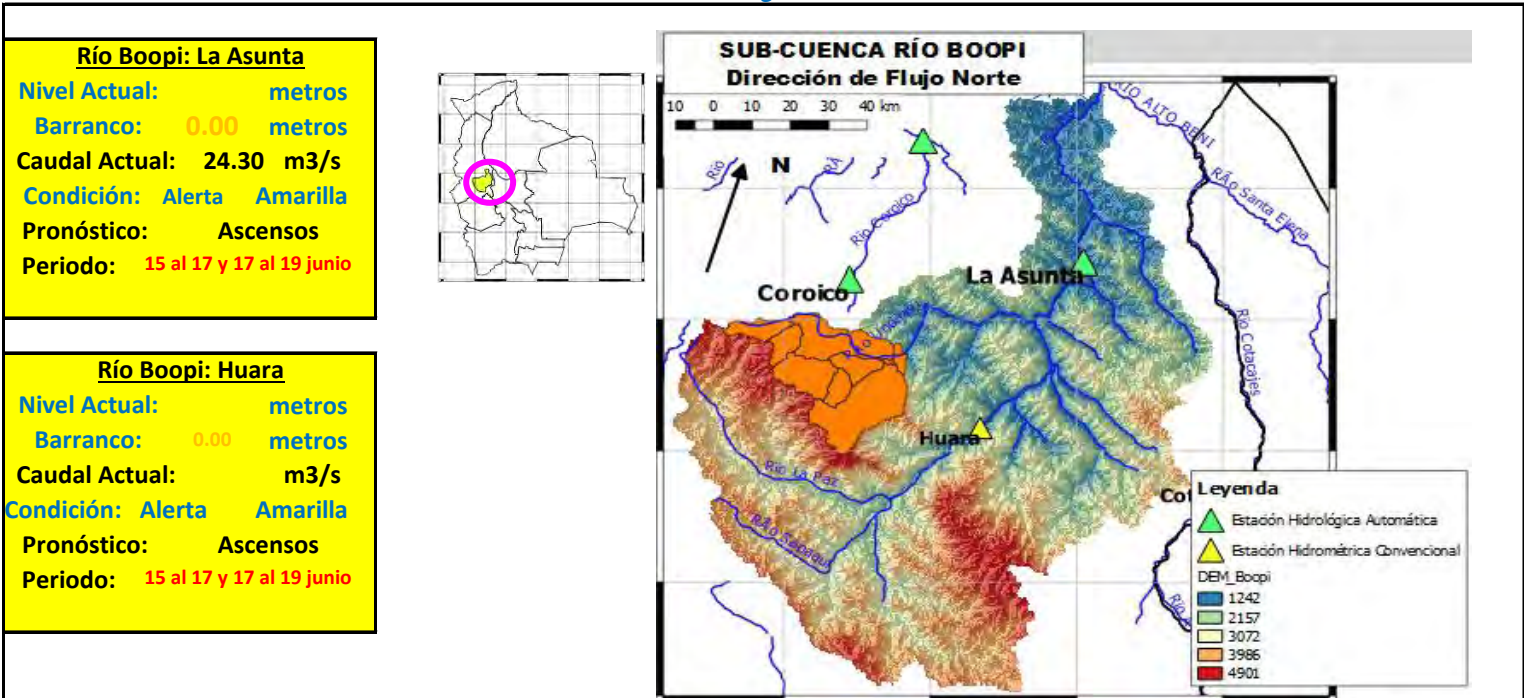 Río Boopi: La Asunta
Nivel Actual: metros
Barranco: 0.00 metros
Caudal Actual: 24.30 m3/s
Condición: Alerta Amarilla
Pronóstico: Ascensos
Periodo: 15 al 17 y 17 al 19 junio
Río Boopi: Huara
Nivel Actual: metros
Barranco: 0.00 metros
Caudal Actual: m3/s
Condición: Alerta Amarilla
Pronóstico: Ascensos
Periodo: 15 al 17 y 17 al 19 junio
SUB-CUENCA RÍO BOOPI
Dirección de Flujo Norte
10 0 10 20 30 40 km
N
Río
RÃ
Río Coroico
RÍO ALTO BENI
RÃo Santa Elena
Coroico
La Asunta
Río Cotacajes
Huara
Río La Paz
RÃo Sapaqui
Cot
Leyenda
Estación Hidrológica Automática
Estación Hidrométrica Convencional
DEM_Boopi
1242
2157
3072
3986
4901